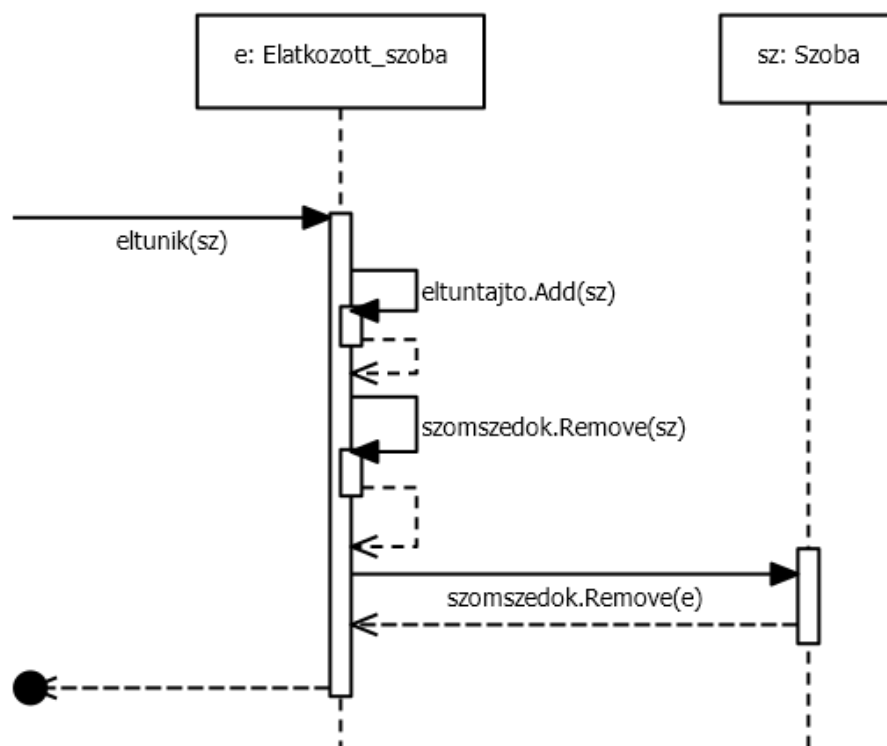 e: Elatkozott_szoba
sz: Szoba
eltunik(sz)
eltuntajto.Add(sz)
szomszedok.Remove(sz)
szomszedok.Remove(e)